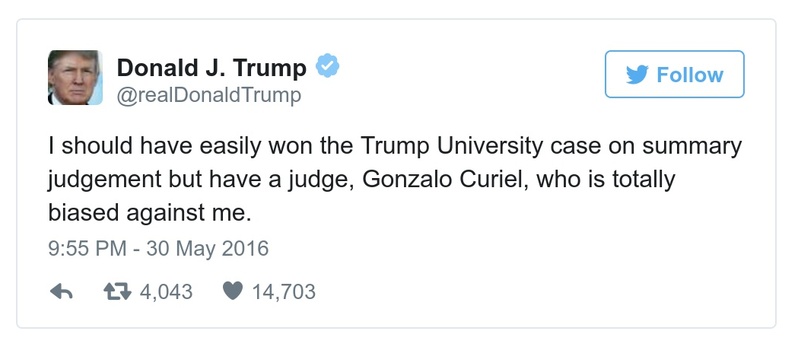 Donald J. Trump
@realDonaldTrump
Follow
I should have easily won the Trump University case on summary
judgement but have a judge, Gonzalo Curiel, who is totally
biased against me.
9:55 PM - 30 May 2016
4,043 14,703